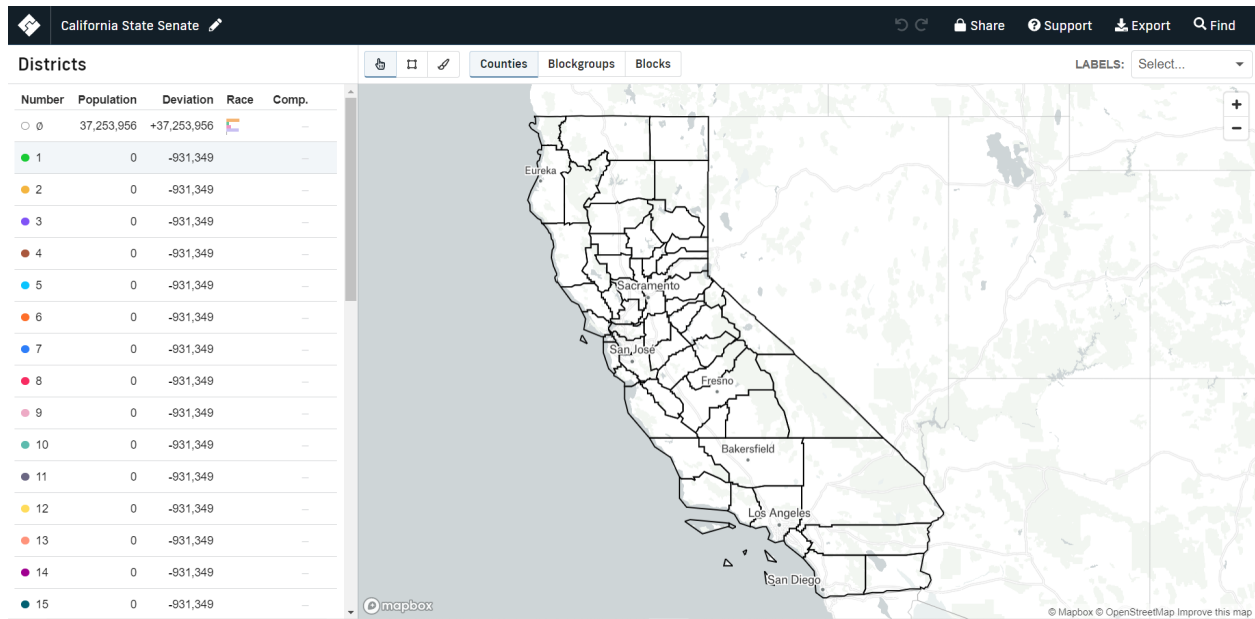 California State Senate
Share Support Export Find
Districts
Counties Blockgroups Blocks
LABELS: Select...
Number Population Deviation Race Comp.
Ø 37,253,956 +37,253,956 —
1 0 -931,349 —
2 0 -931,349 —
3 0 -931,349 —
4 0 -931,349 —
5 0 -931,349 —
6 0 -931,349 —
7 0 -931,349 —
8 0 -931,349 —
9 0 -931,349 —
10 0 -931,349 —
11 0 -931,349 —
12 0 -931,349 —
13 0 -931,349 —
14 0 -931,349 —
15 0 -931,349 —
+
−
Eureka
Sacramento
San José
Fresno
Bakersfield
Los Angeles
San Diego
mapbox
© Mapbox © OpenStreetMap Improve this map